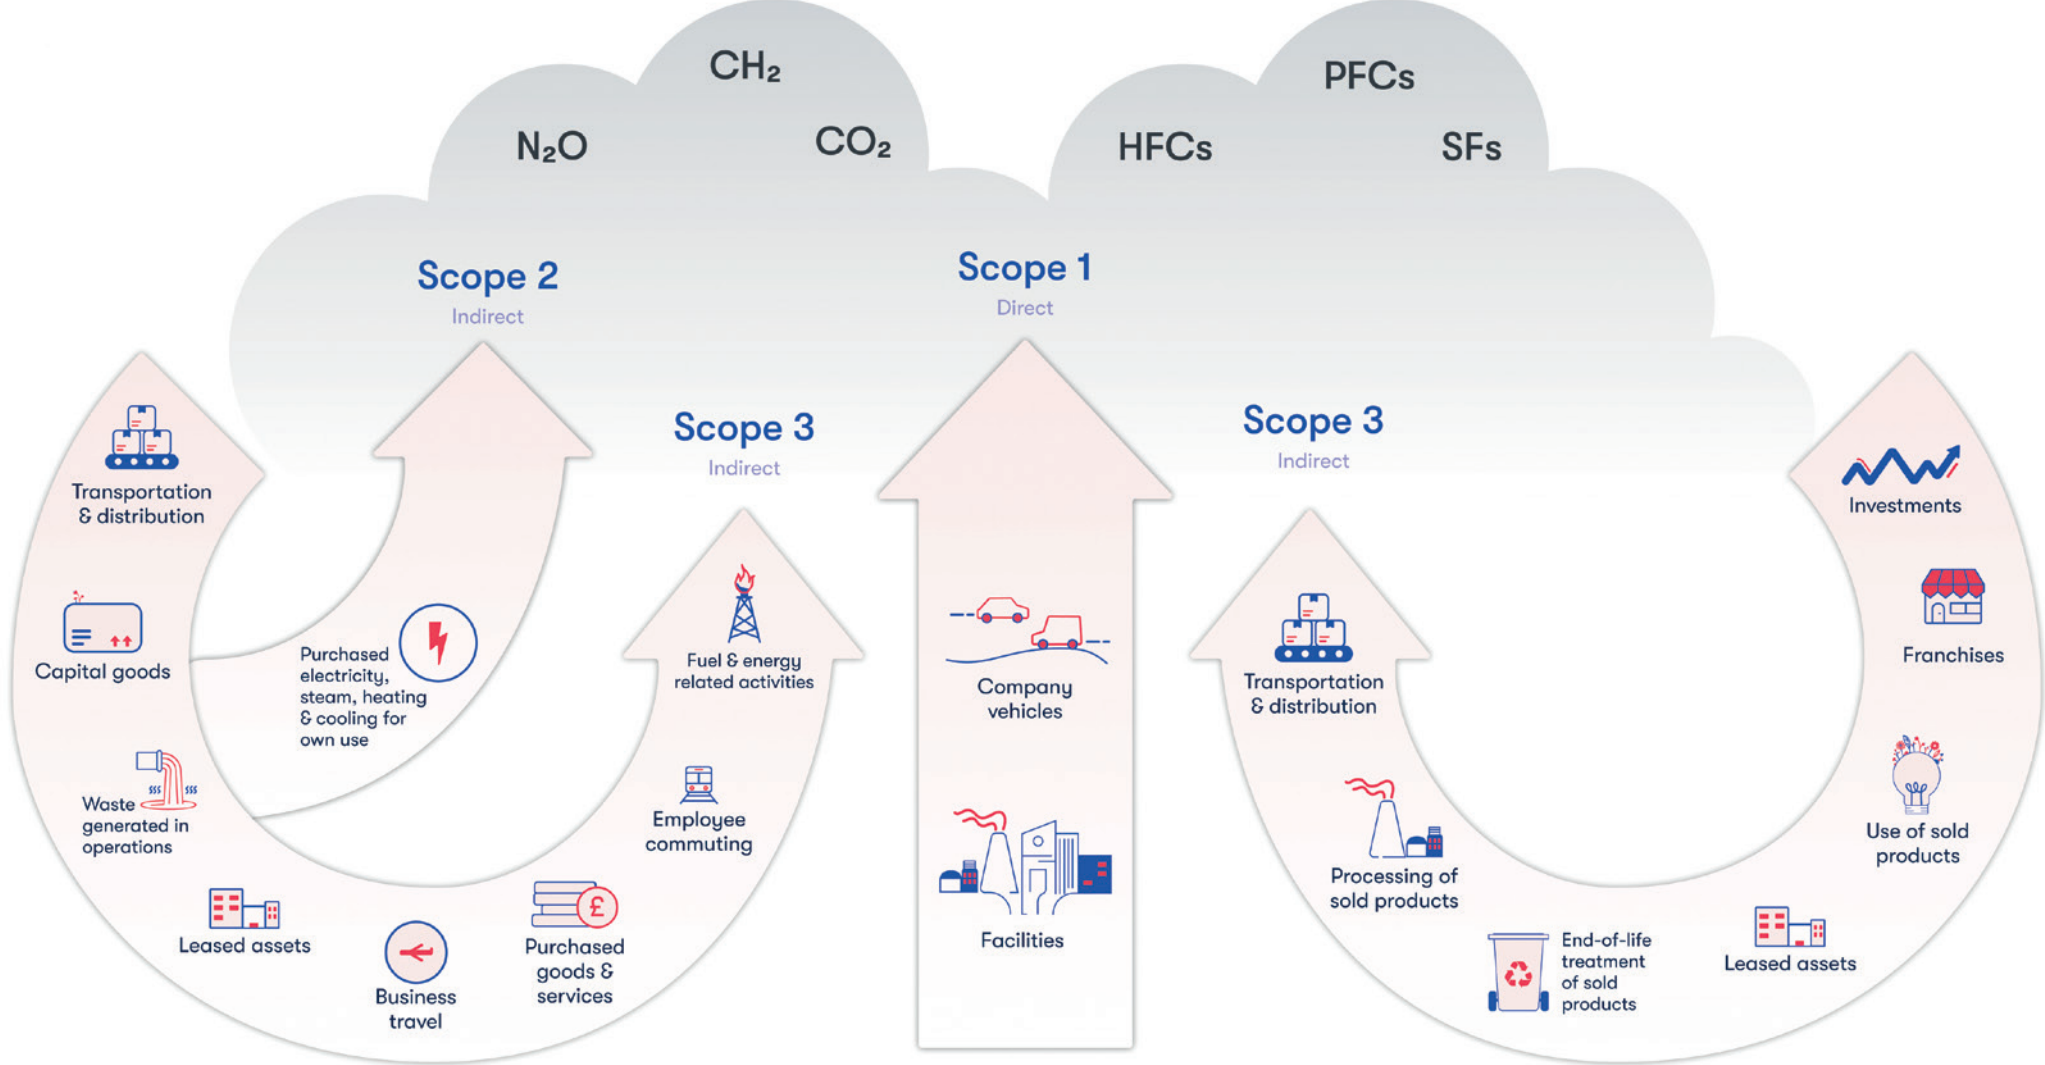 CH₂
PFCs
N₂O
CO₂
HFCs
SFs
Scope 2
Indirect
Scope 1
Direct
Scope 3
Indirect
Scope 3
Indirect
Transportation
& distribution
Capital goods
Waste
generated in
operations
Leased assets
Business
travel
Purchased
goods &
services
£
Employee
commuting
Fuel & energy
related activities
Purchased
electricity,
steam, heating
& cooling for
own use
Company
vehicles
Facilities
Transportation
& distribution
Processing of
sold products
End-of-life
treatment
of sold
products
Leased assets
Use of sold
products
Franchises
Investments